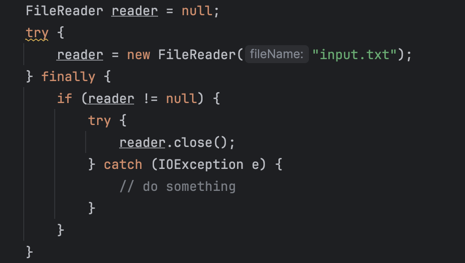 FileReader reader = null;
try {
    reader = new FileReader( fileName: "input.txt");
} finally {
    if (reader != null) {
        try {
            reader.close();
        } catch (IOException e) {
            // do something
        }
    }
}